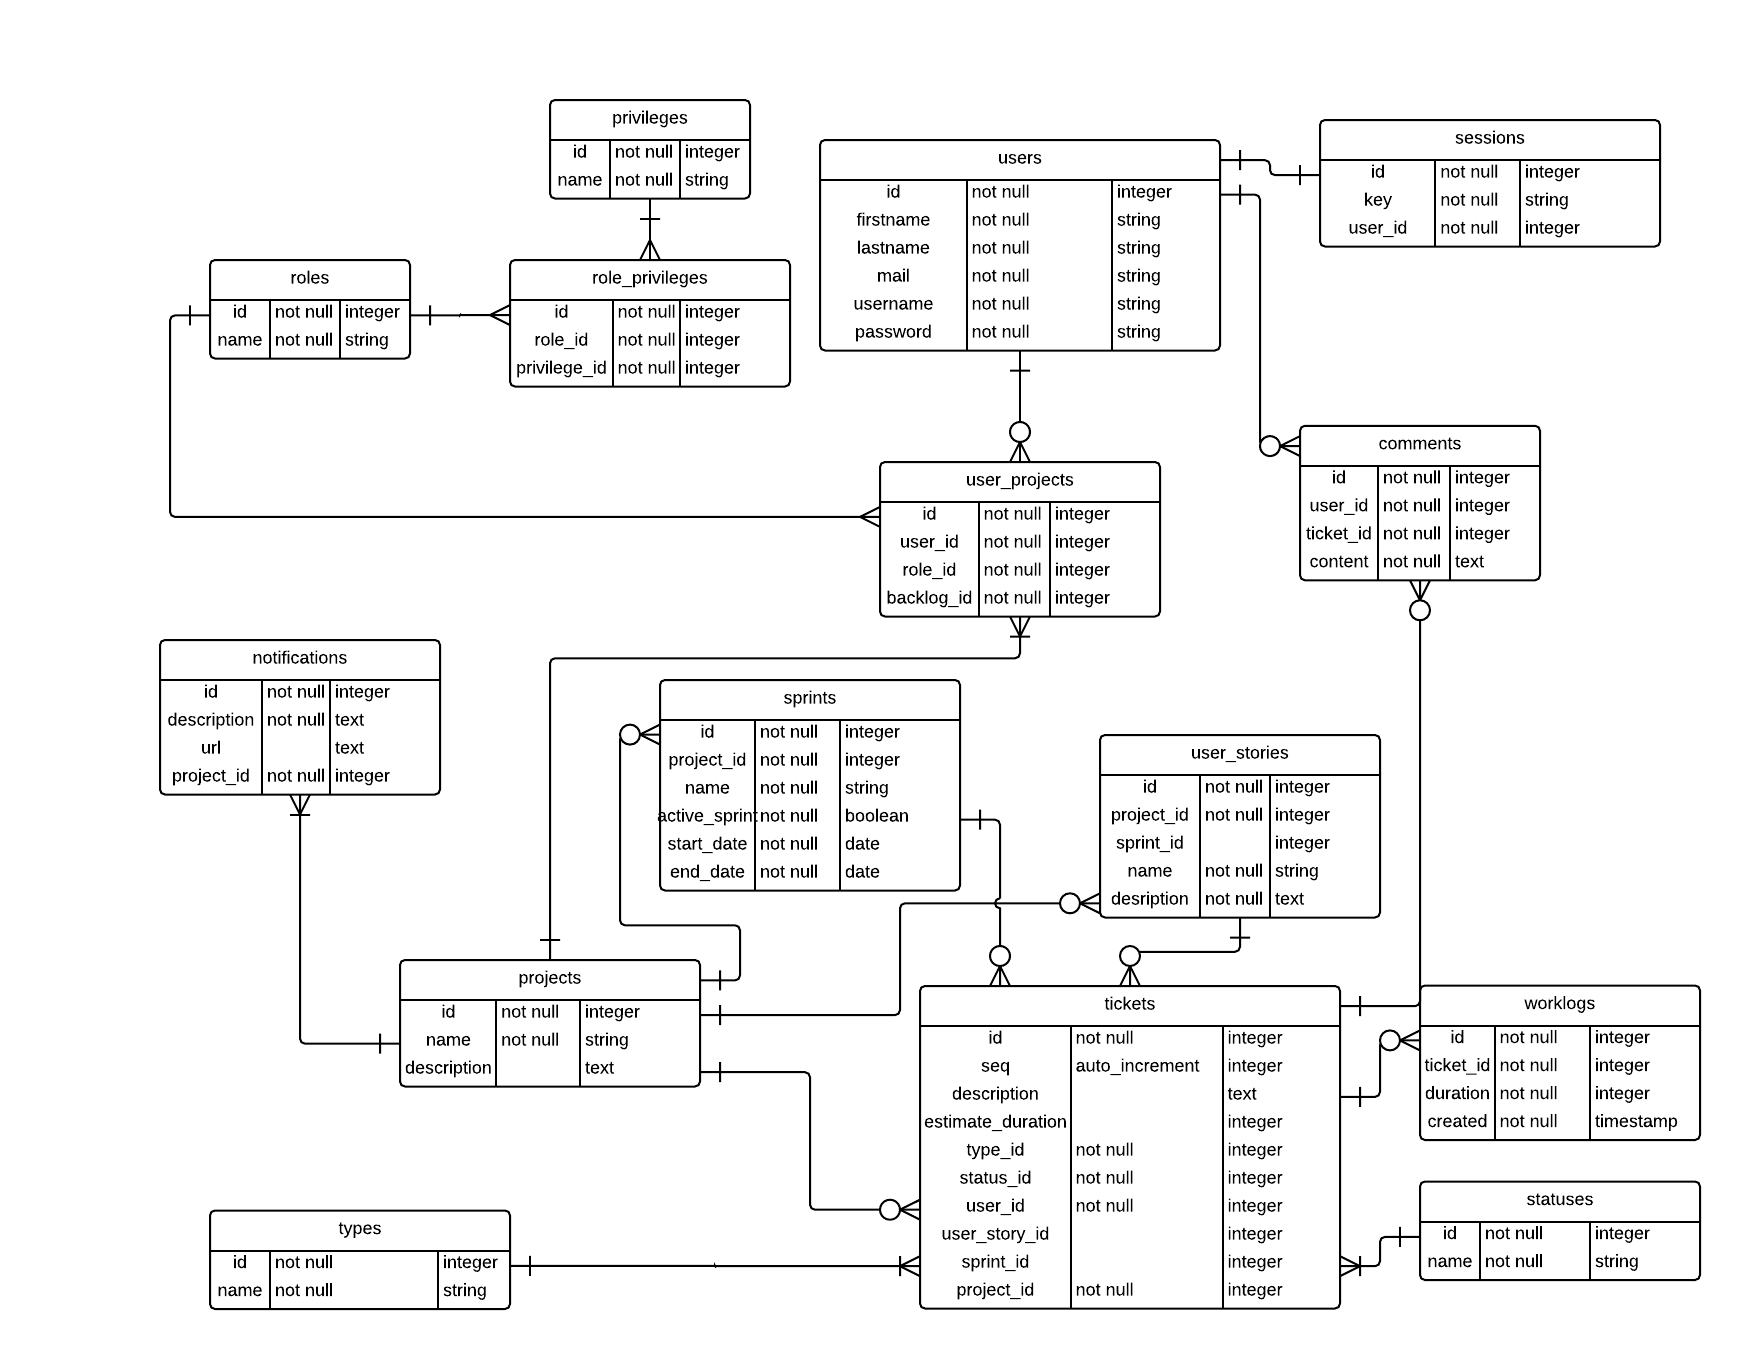 privileges
id not null integer
name not null string
users
id not null integer
firstname not null string
lastname not null string
mail not null string
username not null string
password not null string
sessions
id not null integer
key not null string
user_id not null integer
roles
id not null integer
name not null string
role_privileges
id not null integer
role_id not null integer
privilege_id not null integer
comments
id not null integer
user_id not null integer
ticket_id not null integer
content not null text
user_projects
id not null integer
user_id not null integer
role_id not null integer
backlog_id not null integer
notifications
id not null integer
description not null text
url text
project_id not null integer
sprints
id not null integer
project_id not null integer
name not null string
active_sprint not null boolean
start_date not null date
end_date not null date
user_stories
id not null integer
project_id not null integer
sprint_id integer
name not null string
desription not null text
projects
id not null integer
name not null string
description text
tickets
id not null integer
seq auto_increment integer
description text
estimate_duration integer
type_id not null integer
status_id not null integer
user_id not null integer
user_story_id integer
sprint_id integer
project_id not null integer
worklogs
id not null integer
ticket_id not null integer
duration not null integer
created not null timestamp
types
id not null integer
name not null string
statuses
id not null integer
name not null string